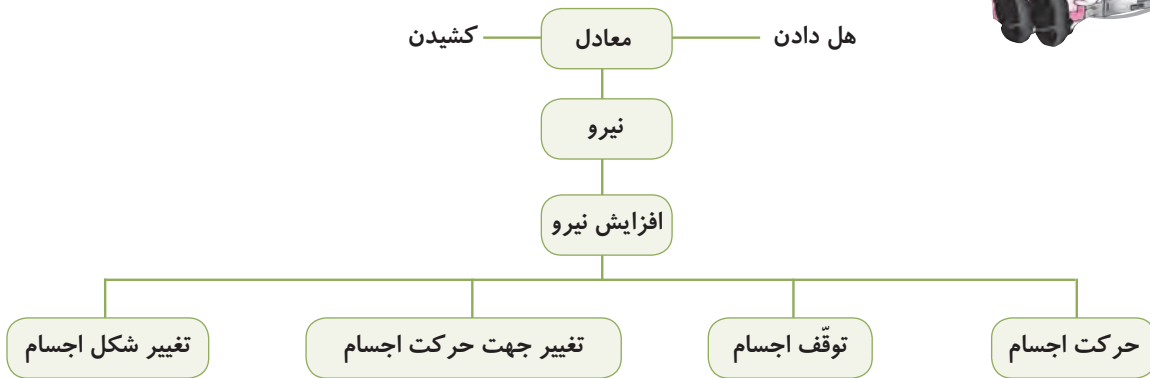 هل دادن
معادل
کشیدن
نیرو
افزایش نیرو
حرکت اجسام
توقّف اجسام
تغییر جهت حرکت اجسام
تغییر شکل اجسام